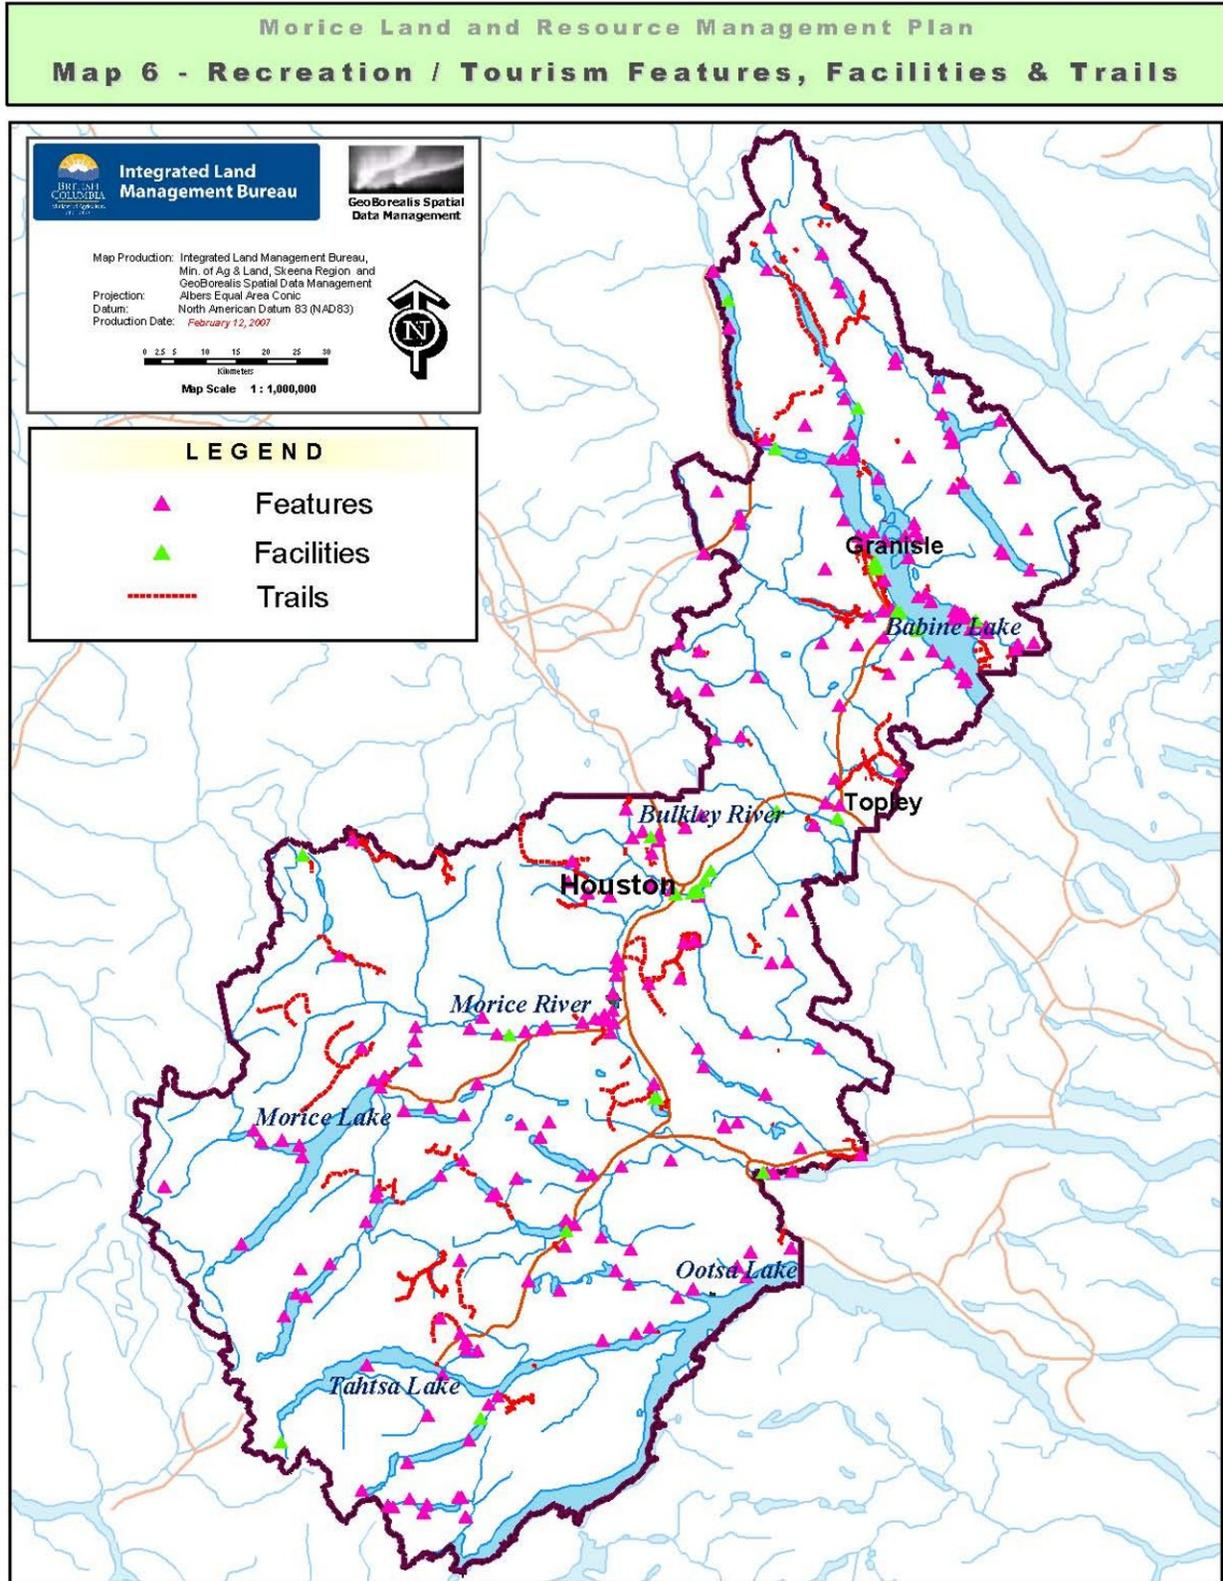 Morice Land and Resource Management Plan
Map 6 - Recreation / Tourism Features, Facilities & Trails
BRITISH
COLUMBIA
Integrated Land
Management Bureau
GeoBorealis Spatial
Data Management
Map Production: Integrated Land Management Bureau,
Min. of Ag & Land, Skeena Region and
GeoBorealis Spatial Data Management
Projection: Albers Equal Area Conic
Datum: North American Datum 83 (NAD83)
Production Date: February 12, 2007
N
0 2.5 5 10 15 20 25 30
Kilometers
Map Scale 1 : 1,000,000
LEGEND
Features
Facilities
Trails
Granisle
Babine Lake
Topley
Bulkley River
Houston
Morice River
Morice Lake
Ootsa Lake
Tahtsa Lake